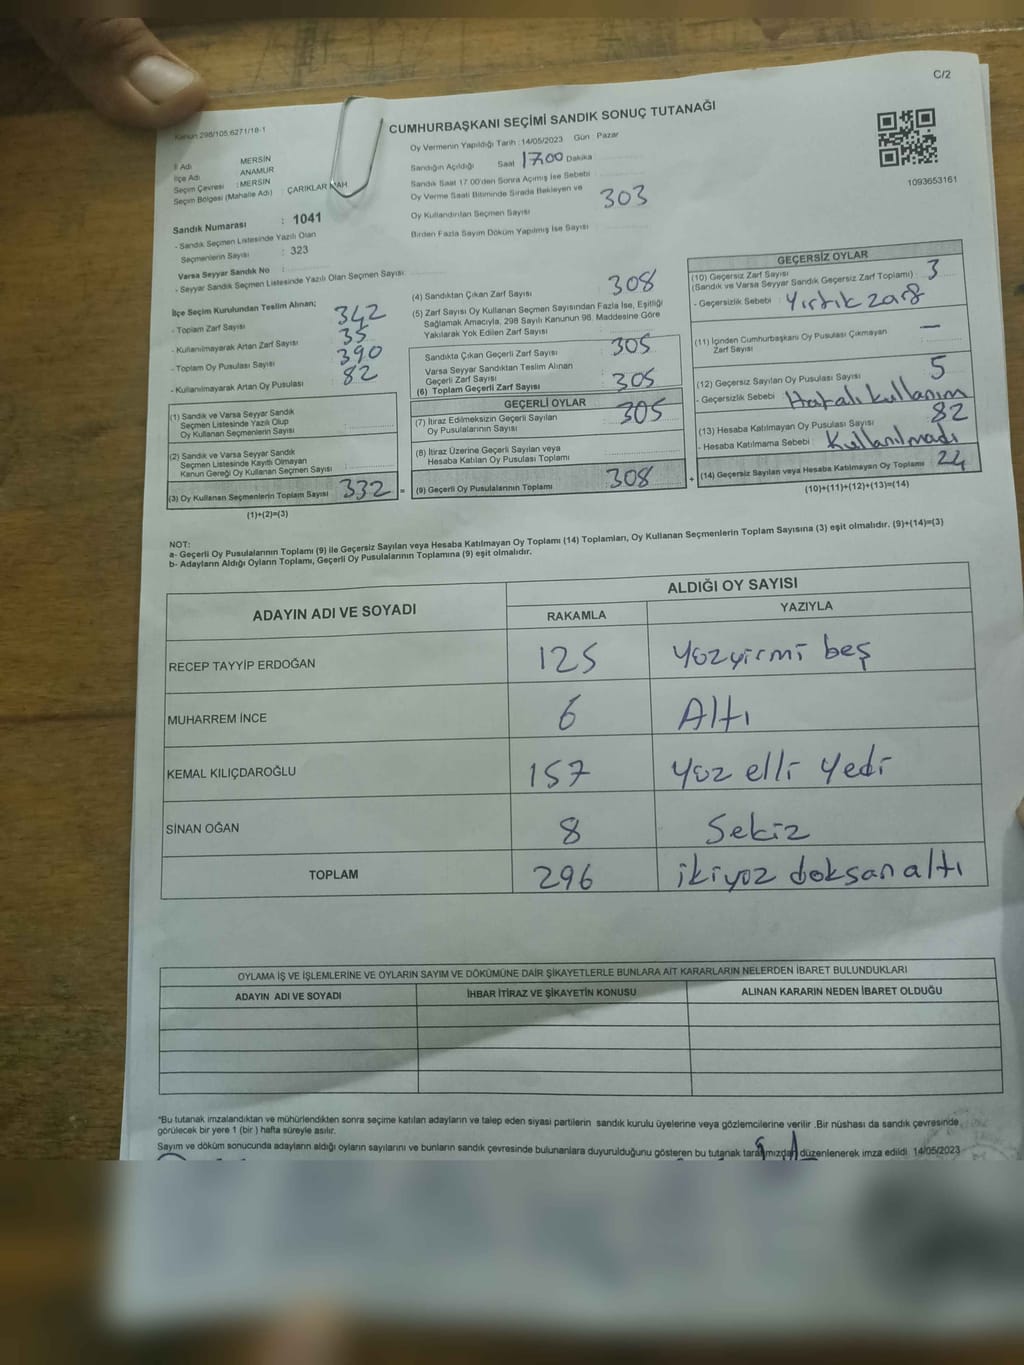 C/2
Kanun 298/105,6271/18-1
CUMHURBAŞKANI SEÇİMİ SANDIK SONUÇ TUTANAĞI
Oy Vermenin Yapıldığı Tarih : 14/05/2023 Gün Pazar
İl Adı MERSİN
İlçe Adı ANAMUR
Seçim Çevresi : MERSİN
Seçim Bölgesi (Mahalle Adı) : ÇARIKLAR MAH.
Sandığın Açıldığı Saat 17.00 Dakika
Sandık Saat 17.00'den Sonra Açılmış İse Sebebi
Oy Verme Saati Bitiminde Sırada Bekleyen ve
Oy Kullandırılan Seçmen Sayısı 303
Birden Fazla Sayım Döküm Yapılmış İse Sayısı
1093653161
Sandık Numarası : 1041
- Sandık Seçmen Listesinde Yazılı Olan
Seçmenlerin Sayısı : 323
Varsa Seyyar Sandık No :
- Seyyar Sandık Seçmen Listesinde Yazılı Olan Seçmen Sayısı:
İlçe Seçim Kurulundan Teslim Alınan;
- Toplam Zarf Sayısı 342
- Kullanılmayarak Artan Zarf Sayısı 35
- Toplam Oy Pusulası Sayısı 390
- Kullanılmayarak Artan Oy Pusulası 82
(1) Sandık ve Varsa Seyyar Sandık
Seçmen Listesinde Yazılı Olup
Oy Kullanan Seçmenlerin Sayısı
(2) Sandık ve Varsa Seyyar Sandık
Seçmen Listesinde Kayıtlı Olmayan
Kanun Gereği Oy Kullanan Seçmen Sayısı
(3) Oy Kullanan Seçmenlerin Toplam Sayısı 332 =
(1)+(2)=(3)
(4) Sandıktan Çıkan Zarf Sayısı 308
(5) Zarf Sayısı Oy Kullanan Seçmen Sayısından Fazla İse, Eşitliği
Sağlamak Amacıyla, 298 Sayılı Kanunun 98. Maddesine Göre
Yakılarak Yok Edilen Zarf Sayısı
Sandıkta Çıkan Geçerli Zarf Sayısı : 305
Varsa Seyyar Sandıktan Teslim Alınan
Geçerli Zarf Sayısı
(6) Toplam Geçerli Zarf Sayısı : 305
GEÇERLİ OYLAR
(7) İtiraz Edilmeksizin Geçerli Sayılan
Oy Pusulalarının Sayısı : 305
(8) İtiraz Üzerine Geçerli Sayılan veya
Hesaba Katılan Oy Pusulası Toplamı
(9) Geçerli Oy Pusulalarının Toplamı : 308 +
GEÇERSİZ OYLAR
(10) Geçersiz Zarf Sayısı
(Sandık ve Varsa Seyyar Sandık Geçersiz Zarf Toplamı) : 3
- Geçersizlik Sebebi : Yırtık zarf
(11) İçinden Cumhurbaşkanı Oy Pusulası Çıkmayan
Zarf Sayısı : —
(12) Geçersiz Sayılan Oy Pusulası Sayısı : 5
- Geçersizlik Sebebi : Hatalı kullanım
(13) Hesaba Katılmayan Oy Pusulası Sayısı : 82
- Hesaba Katılmama Sebebi : Kullanılmadı
(14) Geçersiz Sayılan veya Hesaba Katılmayan Oy Toplamı : 24
(10)+(11)+(12)+(13)=(14)
NOT:
a- Geçerli Oy Pusulalarının Toplamı (9) ile Geçersiz Sayılan veya Hesaba Katılmayan Oy Toplamı (14) Toplamları, Oy Kullanan Seçmenlerin Toplam Sayısına (3) eşit olmalıdır. (9)+(14)=(3)
b- Adayların Aldığı Oyların Toplamı, Geçerli Oy Pusulalarının Toplamına (9) eşit olmalıdır.
ADAYIN ADI VE SOYADI
ALDIĞI OY SAYISI
RAKAMLA YAZIYLA
RECEP TAYYİP ERDOĞAN 125 Yüzyirmi beş
MUHARREM İNCE 6 Altı
KEMAL KILIÇDAROĞLU 157 Yüz elli yedi
SİNAN OĞAN 8 Sekiz
TOPLAM 296 ikiyüz doksan altı
OYLAMA İŞ VE İŞLEMLERİNE VE OYLARIN SAYIM VE DÖKÜMÜNE DAİR ŞİKAYETLERLE BUNLARA AİT KARARLARIN NELERDEN İBARET BULUNDUKLARI
ADAYIN ADI VE SOYADI İHBAR İTİRAZ VE ŞİKAYETİN KONUSU ALINAN KARARIN NEDEN İBARET OLDUĞU
*Bu tutanak imzalandıktan ve mühürlendikten sonra seçime katılan adayların ve talep eden siyasi partilerin sandık kurulu üyelerine veya gözlemcilerine verilir .Bir nüshası da sandık çevresinde
görülecek bir yere 1 (bir ) hafta süreyle asılır.
Sayım ve döküm sonucunda adayların aldığı oyların sayılarını ve bunların sandık çevresinde bulunanlara duyurulduğunu gösteren bu tutanak tarafımızdan düzenlenerek imza edildi 14/05/2023